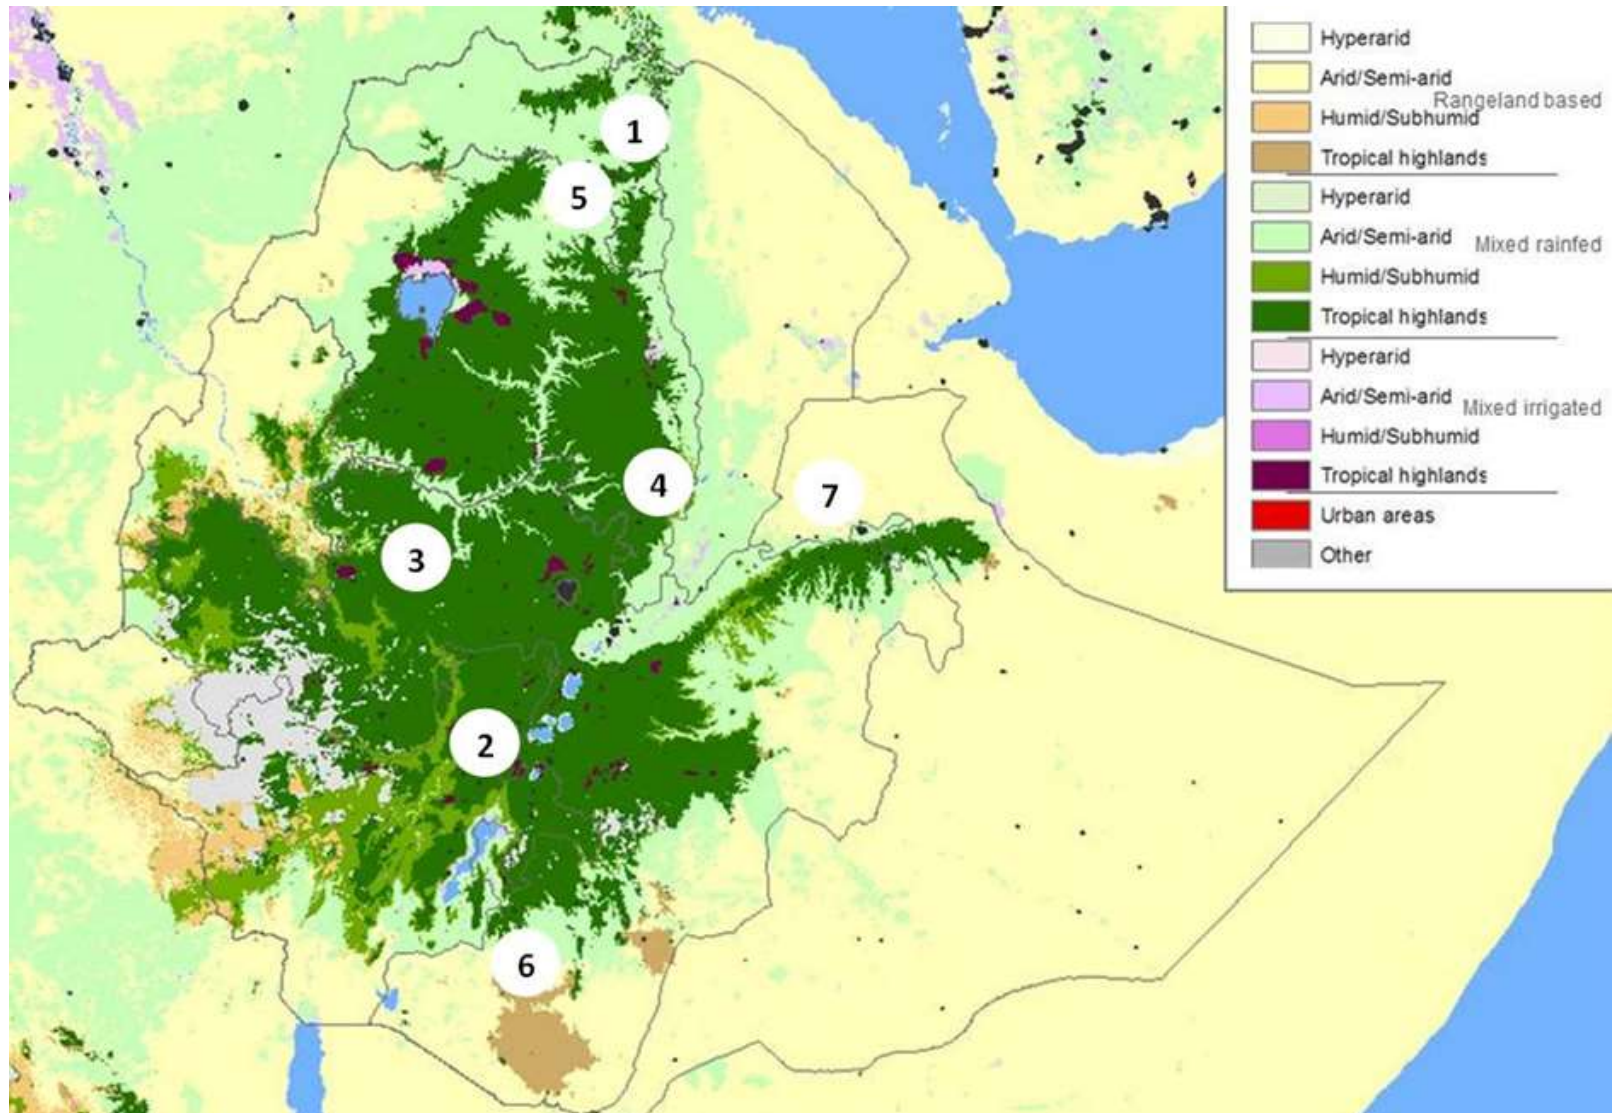 Hyperarid
Arid/Semi-arid
Rangeland based
Humid/Subhumid
Tropical highlands
Hyperarid
Arid/Semi-arid
Mixed rainfed
Humid/Subhumid
Tropical highlands
Hyperarid
Arid/Semi-arid
Mixed irrigated
Humid/Subhumid
Tropical highlands
Urban areas
Other
1
5
4
7
3
2
6